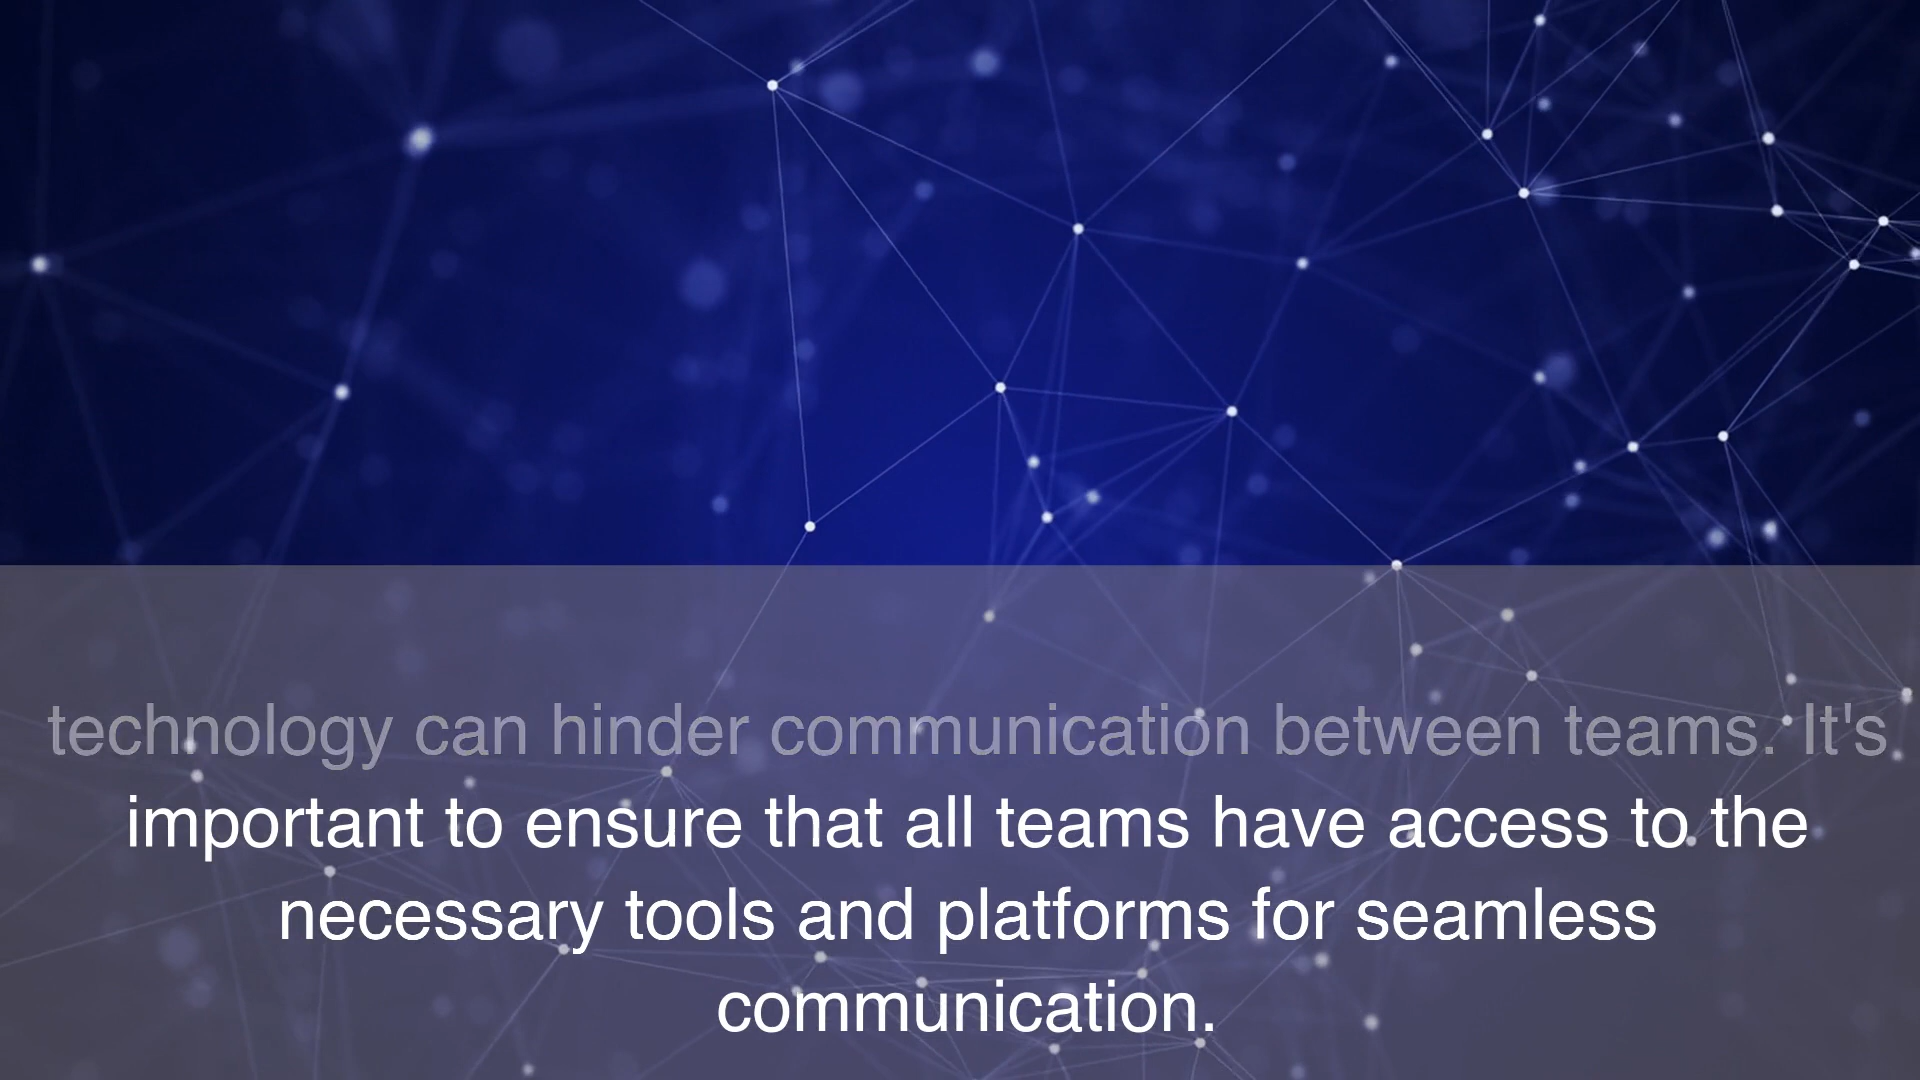 technology can hinder communication between teams. It's
important to ensure that all teams have access to the
necessary tools and platforms for seamless
communication.